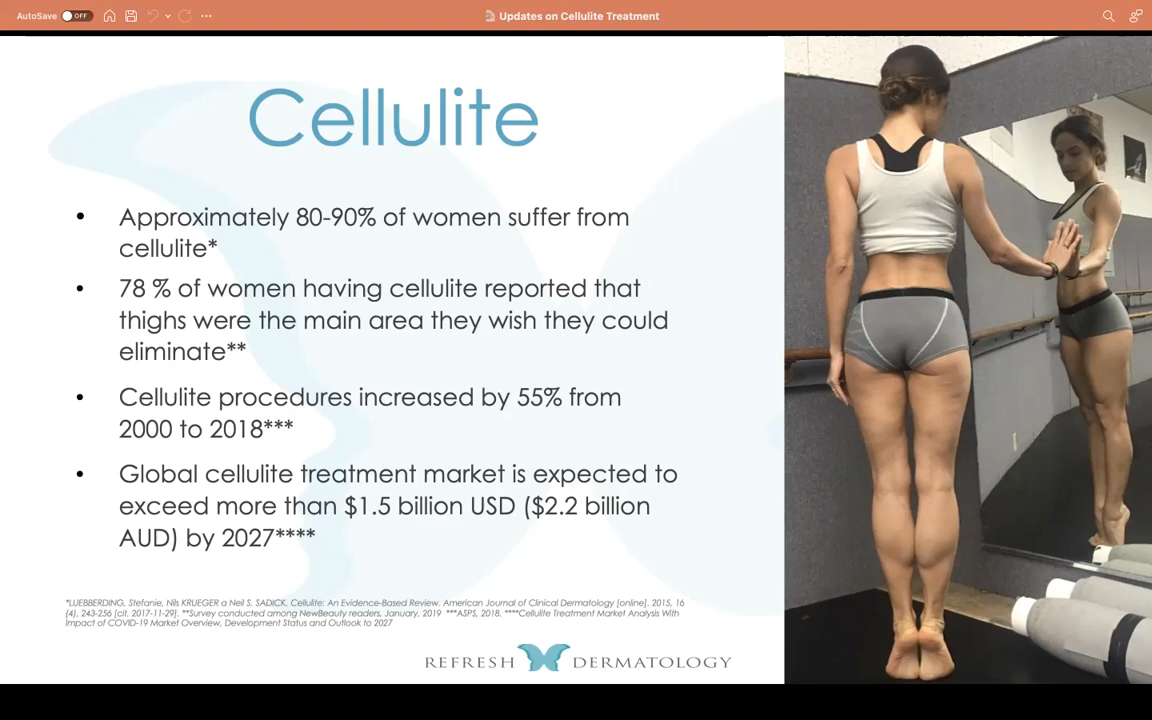 AutoSave OFF
Updates on Cellulite Treatment
Cellulite
• Approximately 80-90% of women suffer from
cellulite*
• 78 % of women having cellulite reported that
thighs were the main area they wish they could
eliminate**
• Cellulite procedures increased by 55% from
2000 to 2018***
• Global cellulite treatment market is expected to
exceed more than $1.5 billion USD ($2.2 billion
AUD) by 2027****
*LUEBBERDING, Stefanie, Nils KRUEGER a Neil S. SADICK. Cellulite: An Evidence-Based Review. American Journal of Clinical Dermatology [online]. 2015, 16
(4), 243-256 [cit. 2017-11-29]. **Survey conducted among NewBeauty readers, January, 2019 ***ASPS, 2018. ****Cellulite Treatment Market Analysis With
Impact of COVID-19 Market Overview, Development Status and Outlook to 2027
REFRESH DERMATOLOGY